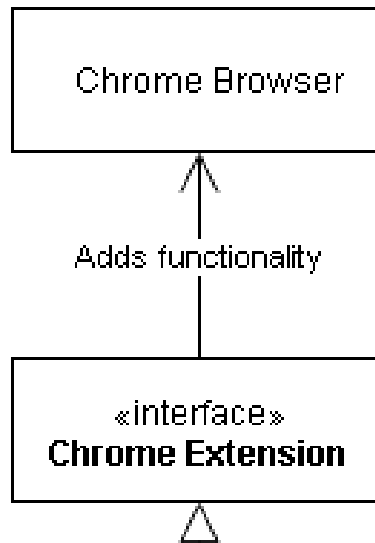 Chrome Browser
Adds functionality
«interface»
Chrome Extension